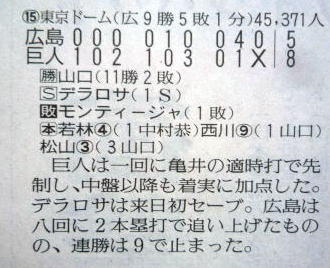 ⑮東京ドーム(広9勝5敗1分)45,371人
広島 000 010 040 5
巨人 102 103 01X 8
勝山口(11勝2敗)
Sデラロサ(1S)
敗モンティージャ(1敗)
本若林④(1中村恭)西川⑨(1山口)
松山③(3山口)
巨人は一回に亀井の適時打で先
制し、中盤以降も着実に加点した。
デラロサは来日初セーブ。広島は
八回に2本塁打で追い上げたもも
のの、連勝は9で止まった。